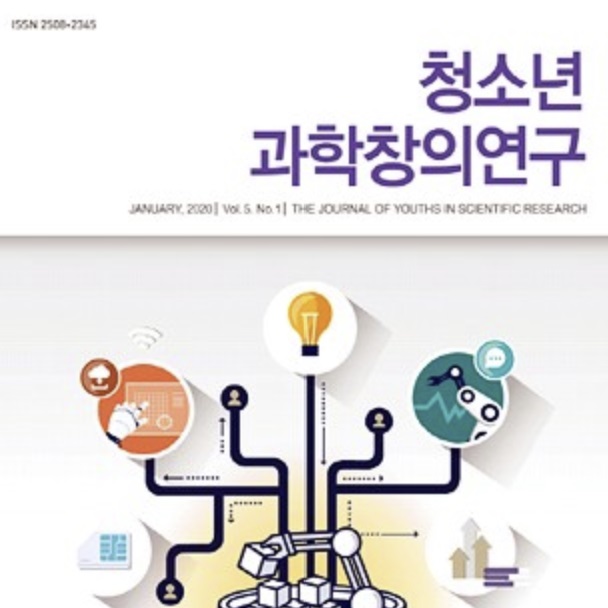 ISSN 2508-2345
청소년
과학창의연구
JANUARY, 2020| Vol. 5. No. 1| THE JOURNAL OF YOUTHS IN SCIENTIFIC RESEARCH